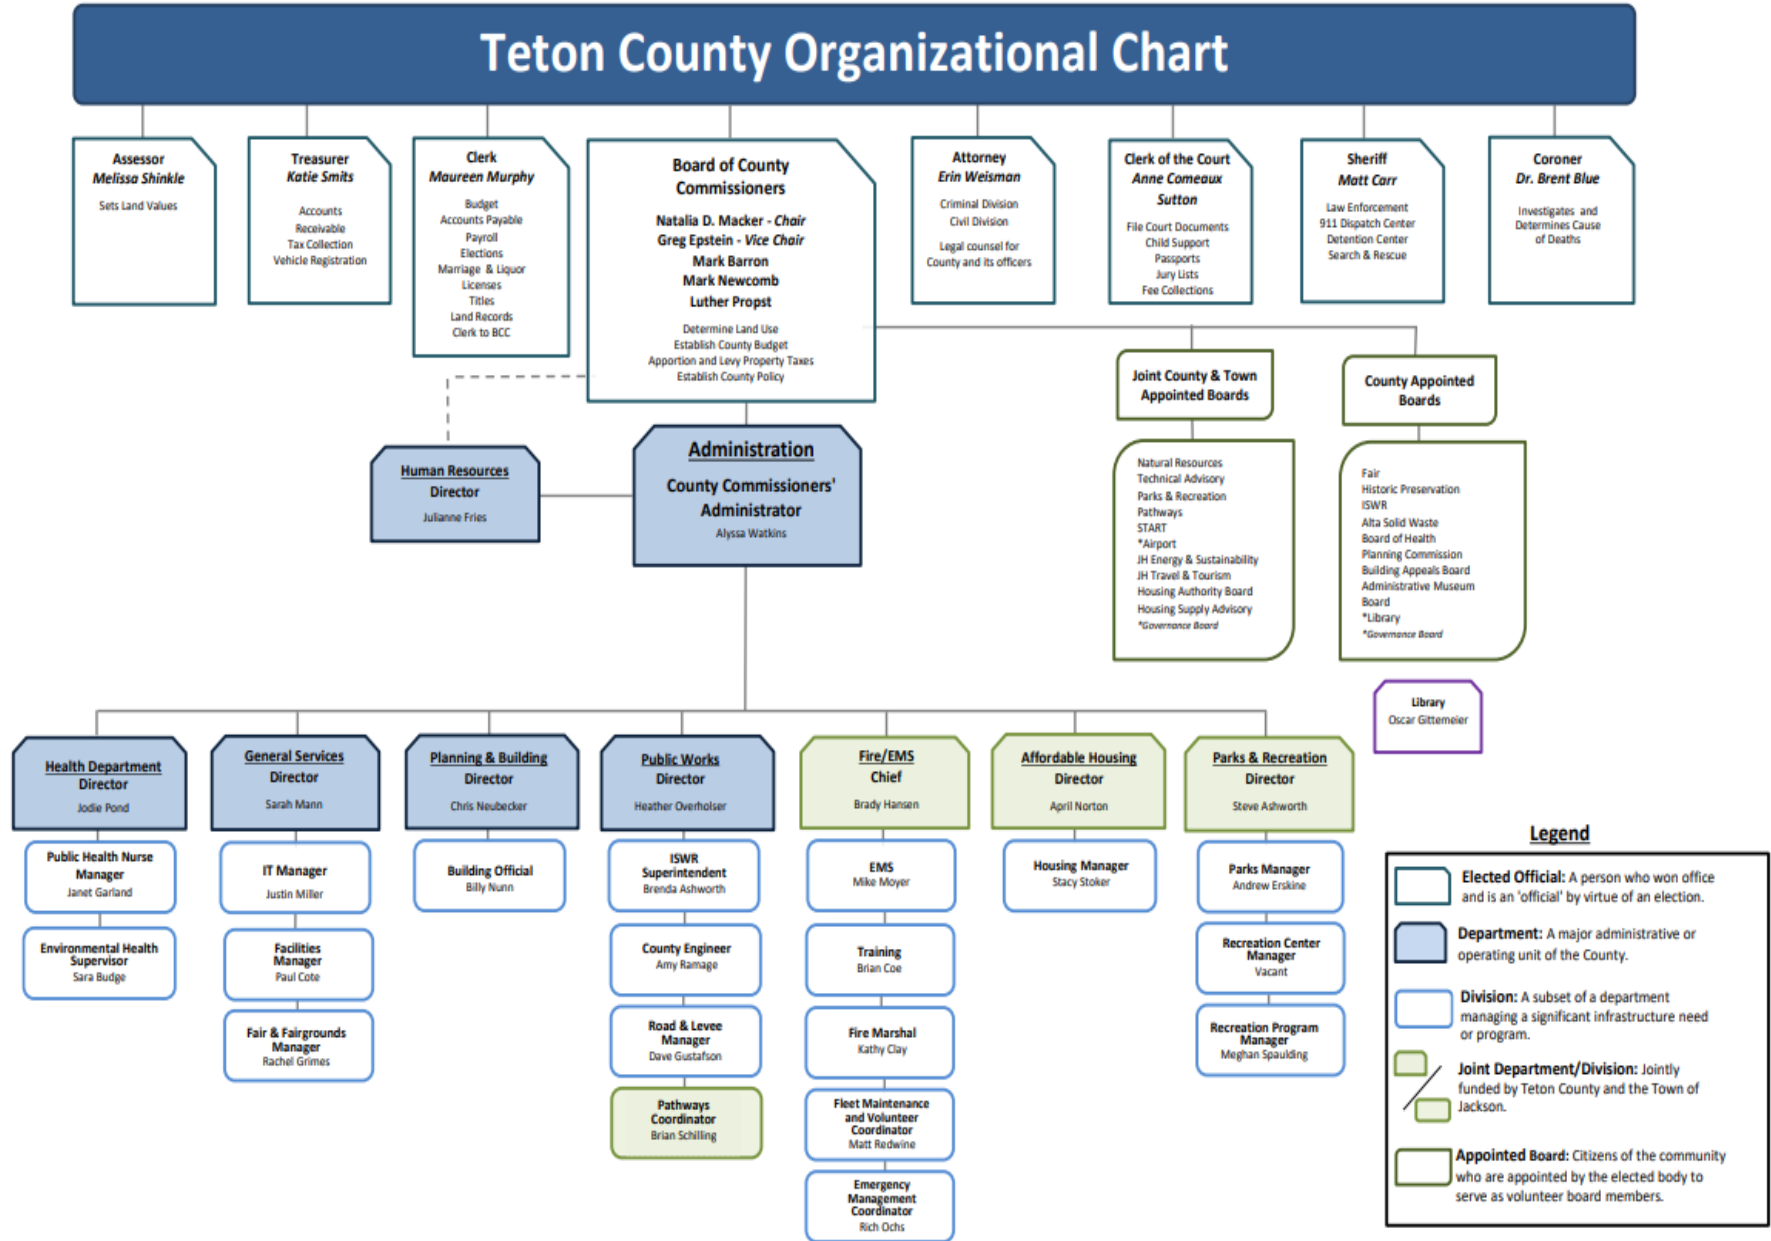 Teton County Organizational Chart
Assessor
Melissa Shinkle
Sets Land Values
Treasurer
Katie Smits
Accounts
Receivable
Tax Collection
Vehicle Registration
Clerk
Maureen Murphy
Budget
Accounts Payable
Payroll
Elections
Marriage & Liquor
Licenses
Titles
Land Records
Clerk to BCC
Board of County
Commissioners
Natalia D. Macker - Chair
Greg Epstein - Vice Chair
Mark Barron
Mark Newcomb
Luther Propst
Determine Land Use
Establish County Budget
Apportion and Levy Property Taxes
Establish County Policy
Attorney
Erin Weisman
Criminal Division
Civil Division
Legal counsel for
County and its officers
Clerk of the Court
Anne Comeaux
Sutton
File Court Documents
Child Support
Passports
Jury Lists
Fee Collections
Sheriff
Matt Carr
Law Enforcement
911 Dispatch Center
Detention Center
Search & Rescue
Coroner
Dr. Brent Blue
Investigates and
Determines Cause
of Deaths
Human Resources
Director
Julianne Fries
Administration
County Commissioners'
Administrator
Alyssa Watkins
Joint County & Town
Appointed Boards
Natural Resources
Technical Advisory
Parks & Recreation
Pathways
START
*Airport
JH Energy & Sustainability
JH Travel & Tourism
Housing Authority Board
Housing Supply Advisory
*Governance Board
County Appointed
Boards
Fair
Historic Preservation
ISWR
Alta Solid Waste
Board of Health
Planning Commission
Building Appeals Board
Administrative Museum
Board
*Library
*Governance Board
Library
Oscar Gittemeier
Health Department
Director
Jodie Pond
Public Health Nurse
Manager
Janet Garland
Environmental Health
Supervisor
Sara Budge
General Services
Director
Sarah Mann
IT Manager
Justin Miller
Facilities
Manager
Paul Cote
Fair & Fairgrounds
Manager
Rachel Grimes
Planning & Building
Director
Chris Neubecker
Building Official
Billy Nunn
Public Works
Director
Heather Overholser
ISWR
Superintendent
Brenda Ashworth
County Engineer
Amy Ramage
Road & Levee
Manager
Dave Gustafson
Pathways
Coordinator
Brian Schilling
Fire/EMS
Chief
Brady Hansen
EMS
Mike Moyer
Training
Brian Coe
Fire Marshal
Kathy Clay
Fleet Maintenance
and Volunteer
Coordinator
Matt Redwine
Emergency
Management
Coordinator
Rich Ochs
Affordable Housing
Director
April Norton
Housing Manager
Stacy Stoker
Parks & Recreation
Director
Steve Ashworth
Parks Manager
Andrew Erskine
Recreation Center
Manager
Vacant
Recreation Program
Manager
Meghan Spaulding
Legend
Elected Official: A person who won office
and is an 'official' by virtue of an election.
Department: A major administrative or
operating unit of the County.
Division: A subset of a department
managing a significant infrastructure need
or program.
Joint Department/Division: Jointly
funded by Teton County and the Town of
Jackson.
Appointed Board: Citizens of the community
who are appointed by the elected body to
serve as volunteer board members.